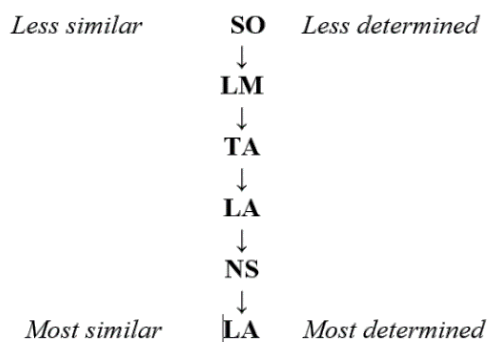 Less similar SO Less determined
↓
LM
↓
TA
↓
LA
↓
NS
↓
Most similar LA Most determined